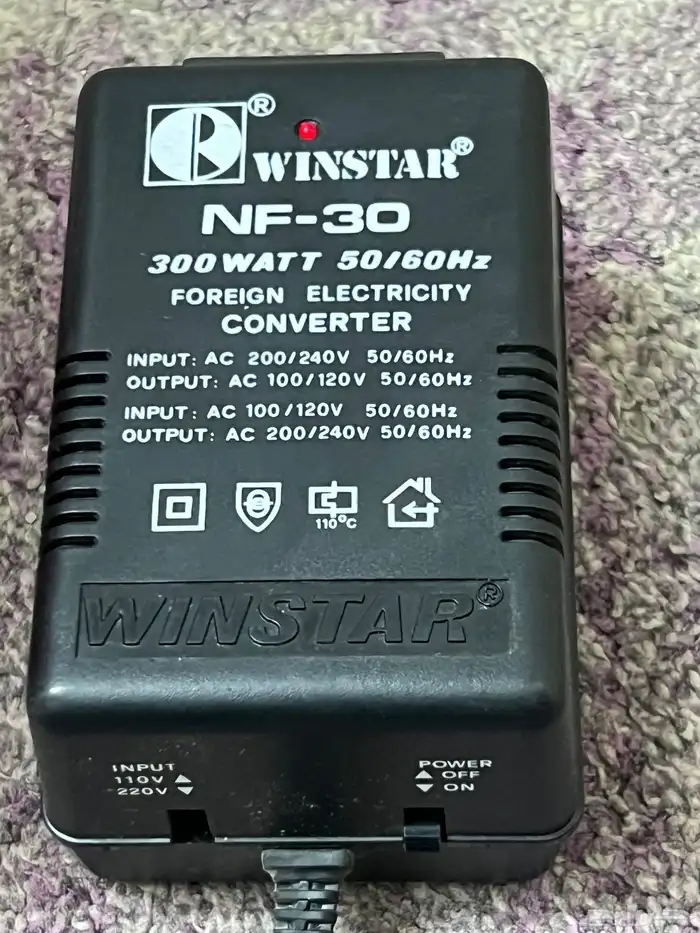 ®
WINSTAR®
NF-30
300 WATT 50/60Hz
FOREIGN ELECTRICITY
CONVERTER
INPUT: AC 200/240V 50/60Hz
OUTPUT: AC 100/120V 50/60Hz
INPUT: AC 100/120V 50/60Hz
OUTPUT: AC 200/240V 50/60Hz
110°C
WINSTAR®
INPUT
110V ▲
220V ▼
POWER
▲ OFF
▼ ON